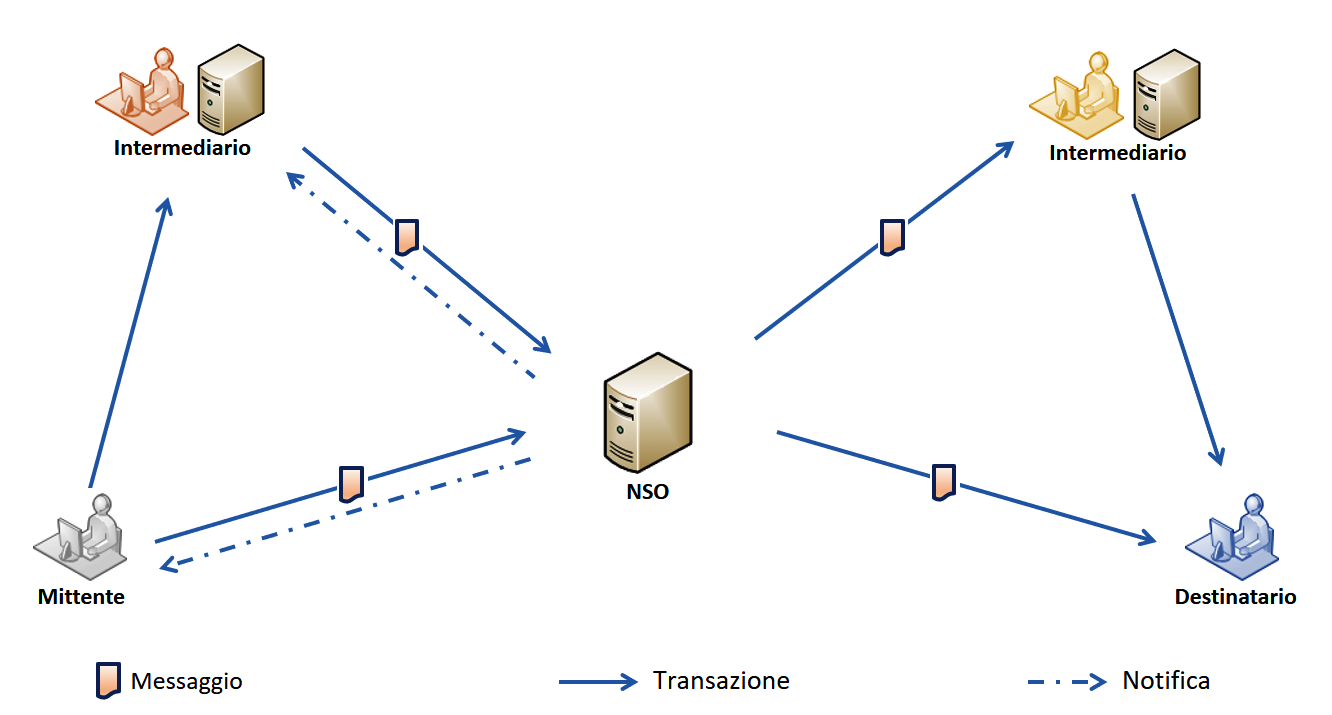 Intermediario
Intermediario
NSO
Mittente
Destinatario
Messaggio
Transazione
Notifica